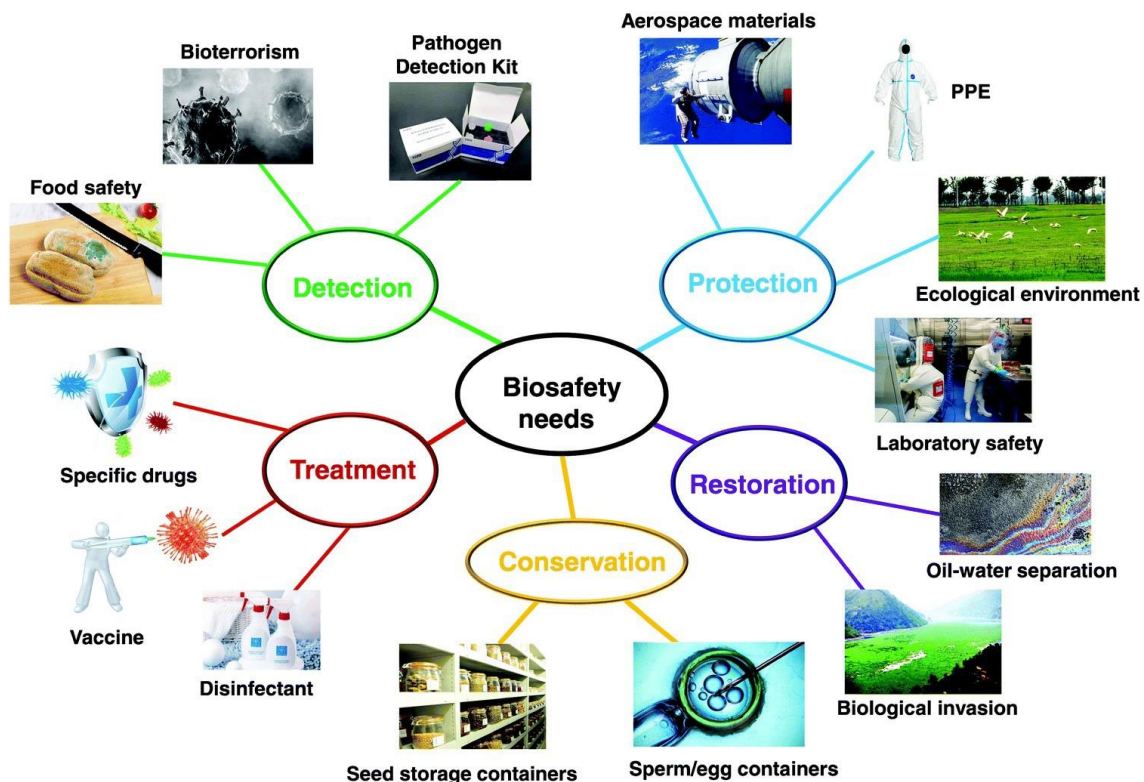 Bioterrorism
Pathogen
Detection Kit
Aerospace materials
PPE
Food safety
Detection
Protection
Ecological environment
Biosafety
needs
Specific drugs
Treatment
Restoration
Laboratory safety
Conservation
Oil-water separation
Vaccine
Disinfectant
Biological invasion
Seed storage containers
Sperm/egg containers